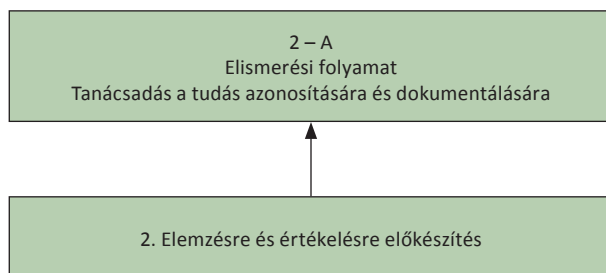 2 – A
Elismerési folyamat
Tanácsadás a tudás azonosítására és dokumentálására
2. Elemzésre és értékelésre előkészítés